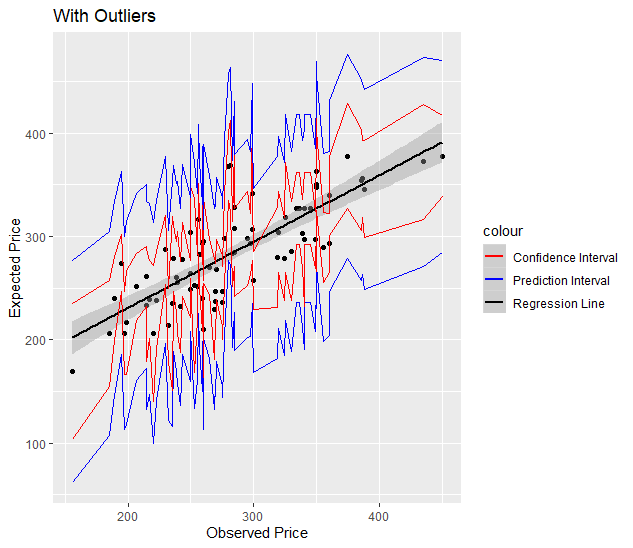 With Outliers
400
300
200
100
Expected Price
200
300
400
Observed Price
colour
Confidence Interval
Prediction Interval
Regression Line